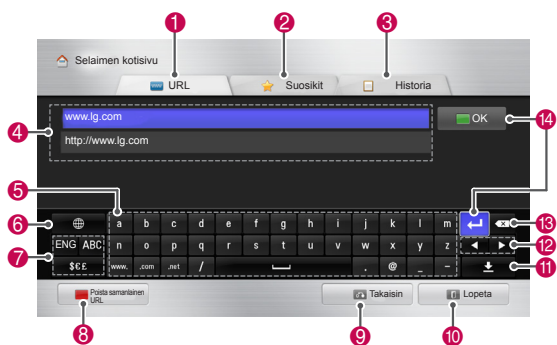 1 2 3
Selaimen kotisivu
www URL Suosikit Historia
4 www.lg.com OK 14
http://www.lg.com
5
6 a b c d e f g h i j k l m 13
7 ENG ABC n o p q r s t u v w x y z 12
$€£ www. .com .net / . @ _ - 11
Poista samanlainen URL Takaisin Lopeta
8 9 10